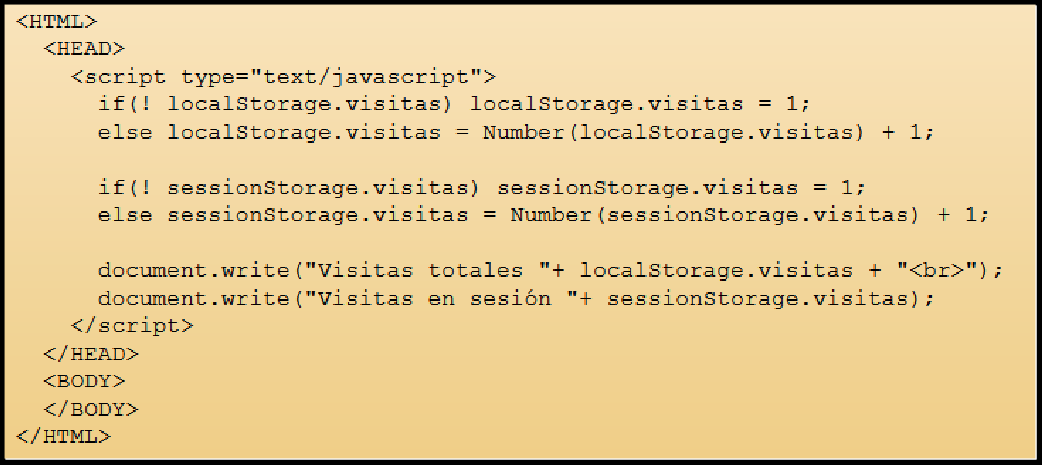 <HTML>
<HEAD>
<script type="text/javascript">
if(! localStorage.visitas) localStorage.visitas = 1;
else localStorage.visitas = Number(localStorage.visitas) + 1;
if(! sessionStorage.visitas) sessionStorage.visitas = 1;
else sessionStorage.visitas = Number(sessionStorage.visitas) + 1;
document.write("Visitas totales "+ localStorage.visitas + "<br>");
document.write("Visitas en sesión "+ sessionStorage.visitas);
</script>
</HEAD>
<BODY>
</BODY>
</HTML>